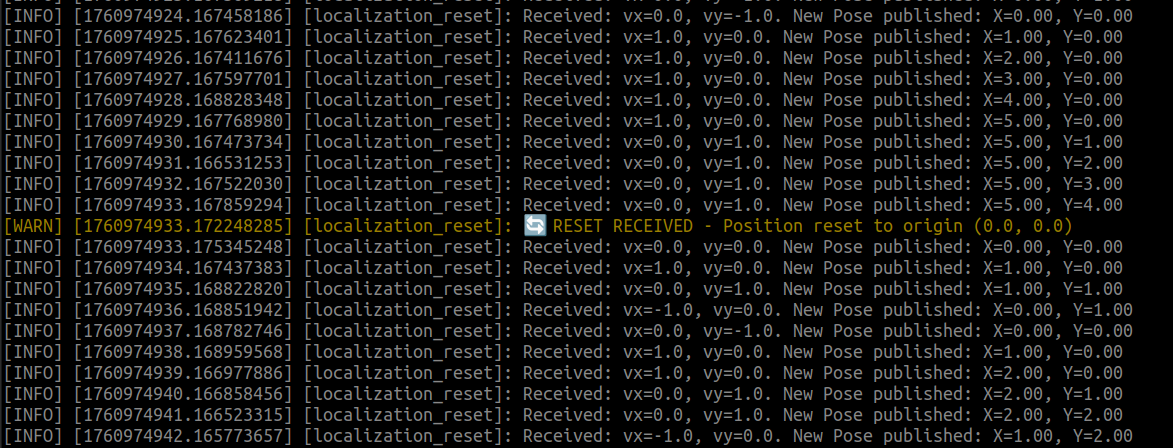 [INFO] [1760974924.167458186] [localization_reset]: Received: vx=0.0, vy=-1.0. New Pose published: X=0.00, Y=0.00
[INFO] [1760974925.167623401] [localization_reset]: Received: vx=1.0, vy=0.0. New Pose published: X=1.00, Y=0.00
[INFO] [1760974926.167411676] [localization_reset]: Received: vx=1.0, vy=0.0. New Pose published: X=2.00, Y=0.00
[INFO] [1760974927.167597701] [localization_reset]: Received: vx=1.0, vy=0.0. New Pose published: X=3.00, Y=0.00
[INFO] [1760974928.168828348] [localization_reset]: Received: vx=1.0, vy=0.0. New Pose published: X=4.00, Y=0.00
[INFO] [1760974929.167768980] [localization_reset]: Received: vx=1.0, vy=0.0. New Pose published: X=5.00, Y=0.00
[INFO] [1760974930.167473734] [localization_reset]: Received: vx=0.0, vy=1.0. New Pose published: X=5.00, Y=1.00
[INFO] [1760974931.166531253] [localization_reset]: Received: vx=0.0, vy=1.0. New Pose published: X=5.00, Y=2.00
[INFO] [1760974932.167522030] [localization_reset]: Received: vx=0.0, vy=1.0. New Pose published: X=5.00, Y=3.00
[INFO] [1760974933.167859294] [localization_reset]: Received: vx=0.0, vy=1.0. New Pose published: X=5.00, Y=4.00
[WARN] [1760974933.172248285] [localization_reset]: 🔄 RESET RECEIVED - Position reset to origin (0.0, 0.0)
[INFO] [1760974933.175345248] [localization_reset]: Received: vx=0.0, vy=0.0. New Pose published: X=0.00, Y=0.00
[INFO] [1760974934.167437383] [localization_reset]: Received: vx=1.0, vy=0.0. New Pose published: X=1.00, Y=0.00
[INFO] [1760974935.168822820] [localization_reset]: Received: vx=0.0, vy=1.0. New Pose published: X=1.00, Y=1.00
[INFO] [1760974936.168851942] [localization_reset]: Received: vx=-1.0, vy=0.0. New Pose published: X=0.00, Y=1.00
[INFO] [1760974937.168782746] [localization_reset]: Received: vx=0.0, vy=-1.0. New Pose published: X=0.00, Y=0.00
[INFO] [1760974938.168959568] [localization_reset]: Received: vx=1.0, vy=0.0. New Pose published: X=1.00, Y=0.00
[INFO] [1760974939.166977886] [localization_reset]: Received: vx=1.0, vy=0.0. New Pose published: X=2.00, Y=0.00
[INFO] [1760974940.166858456] [localization_reset]: Received: vx=0.0, vy=1.0. New Pose published: X=2.00, Y=1.00
[INFO] [1760974941.166523315] [localization_reset]: Received: vx=0.0, vy=1.0. New Pose published: X=2.00, Y=2.00
[INFO] [1760974942.165773657] [localization_reset]: Received: vx=-1.0, vy=0.0. New Pose published: X=1.00, Y=2.00